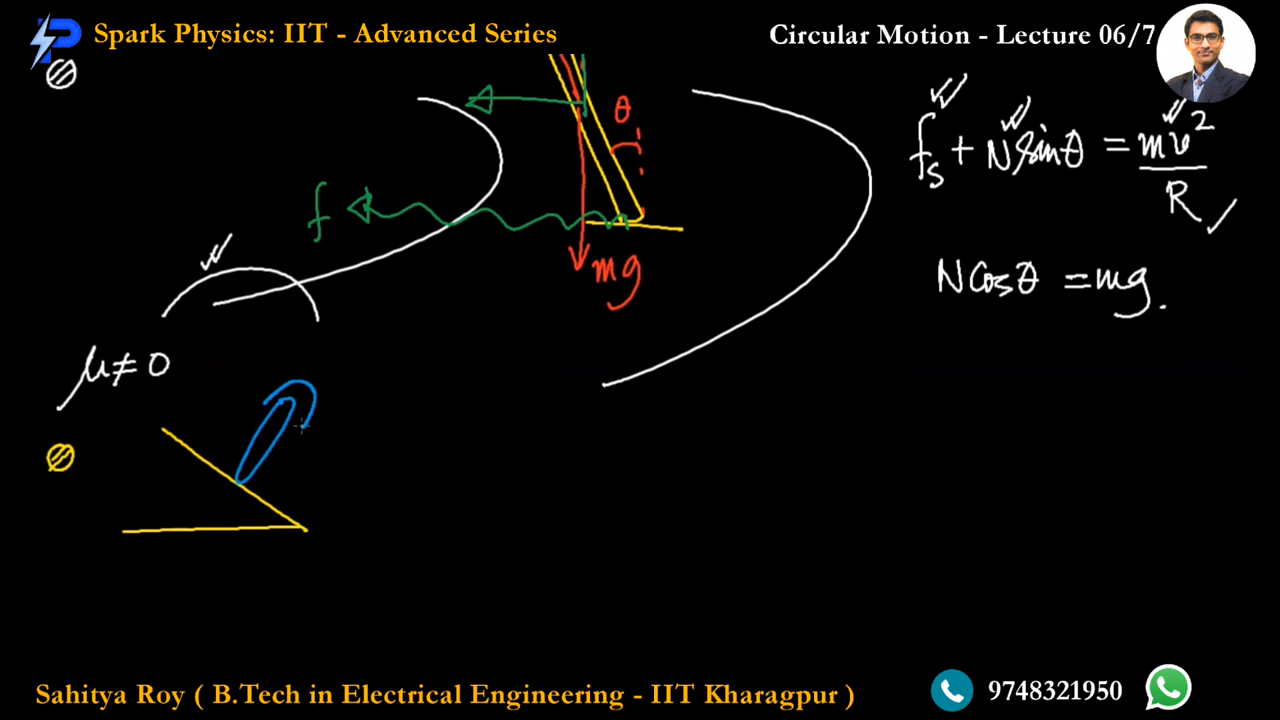 Spark Physics: IIT - Advanced Series
Circular Motion - Lecture 06/7
θ
f
mg
f_s + N sinθ = mv²/R
N cosθ = mg.
μ ≠ 0
Sahitya Roy ( B.Tech in Electrical Engineering - IIT Kharagpur )
9748321950